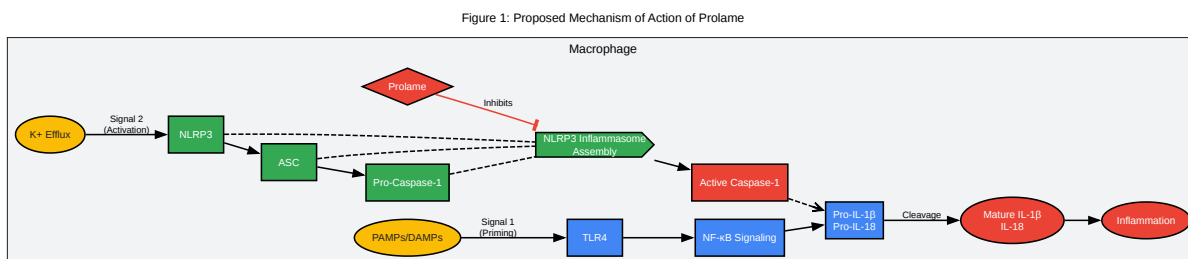 Figure 1: Proposed Mechanism of Action of Prolame
Macrophage
Prolame
Inhibits
K+ Efflux
Signal 2
(Activation)
NLRP3
NLRP3 Inflammasome
Assembly
ASC
Pro-Caspase-1
Active Caspase-1
PAMPs/DAMPs
Signal 1
(Priming)
TLR4
NF-κB Signaling
Pro-IL-1β
Pro-IL-18
Cleavage
Mature IL-1β
IL-18
Inflammation